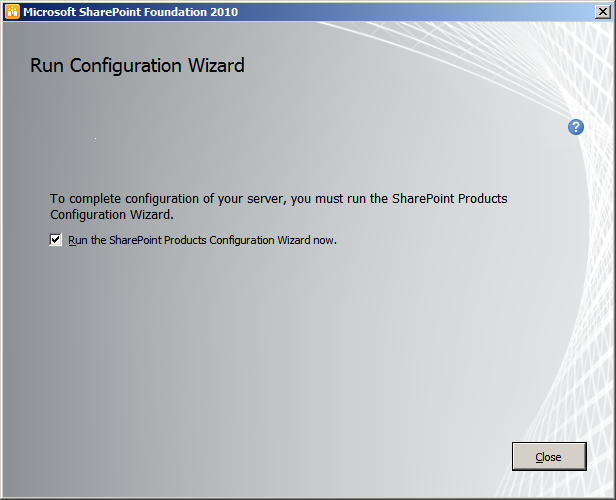 Microsoft SharePoint Foundation 2010
Run Configuration Wizard
?
To complete configuration of your server, you must run the SharePoint Products
Configuration Wizard.
Run the SharePoint Products Configuration Wizard now.
Close